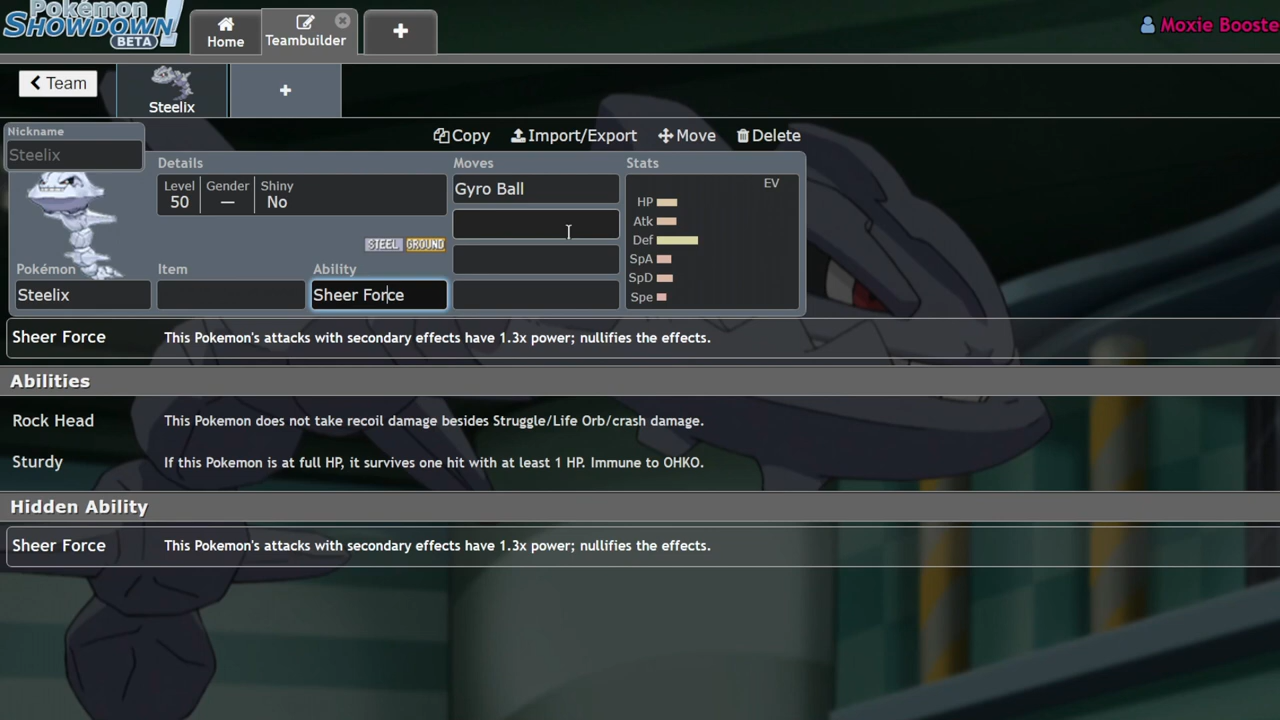 Pokémon
SHOWDOWN!
BETA
Home
Teambuilder
+
Moxie Booste
Team
Steelix
+
Nickname
Steelix
Copy
Import/Export
Move
Delete
Details
Level
50
Gender
—
Shiny
No
STEEL GROUND
Moves
Gyro Ball
Stats
EV
HP
Atk
Def
SpA
SpD
Spe
Pokémon
Steelix
Item
Ability
Sheer Force
Sheer Force This Pokemon's attacks with secondary effects have 1.3x power; nullifies the effects.
Abilities
Rock Head This Pokemon does not take recoil damage besides Struggle/Life Orb/crash damage.
Sturdy If this Pokemon is at full HP, it survives one hit with at least 1 HP. Immune to OHKO.
Hidden Ability
Sheer Force This Pokemon's attacks with secondary effects have 1.3x power; nullifies the effects.